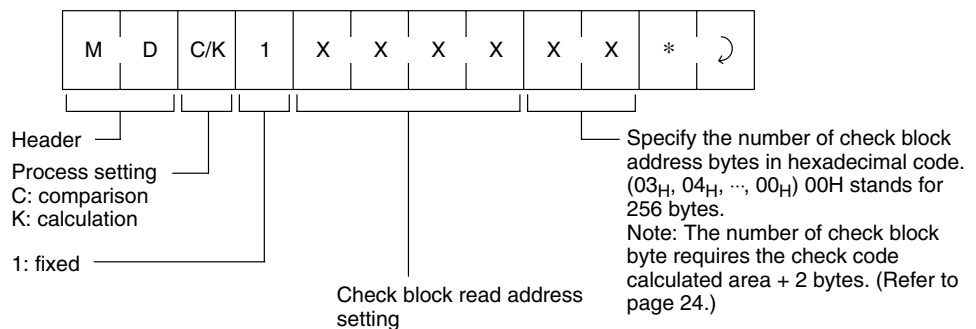 M D C/K 1 X X X X X X *
Header
Process setting
C: comparison
K: calculation
1: fixed
Check block read address
setting
Specify the number of check block
address bytes in hexadecimal code.
(03H, 04H, ···, 00H) 00H stands for
256 bytes.
Note: The number of check block
byte requires the check code
calculated area + 2 bytes. (Refer to
page 24.)